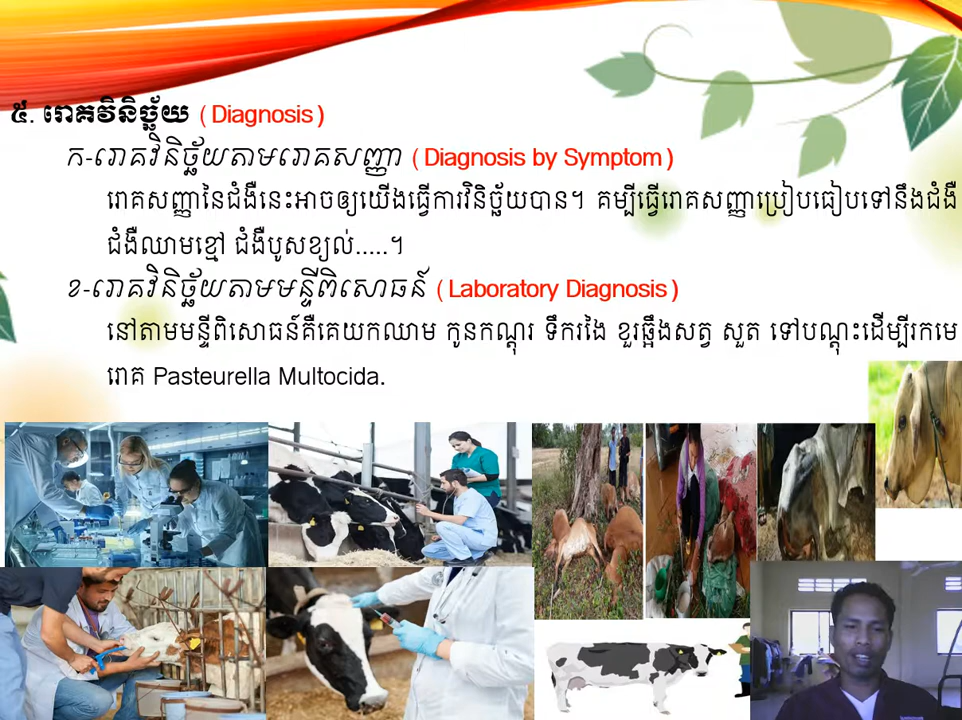 ៥. រោគវិនិច្ឆ័យ (Diagnosis)
ក-រោគវិនិច្ឆ័យតាមរោគសញ្ញា (Diagnosis by Symptom)
រោគសញ្ញានៃជំងឺនេះអាចឲ្យយើងធ្វើការវិនិច្ឆ័យបាន។ គម្បីធ្វើរោគសញ្ញាប្រៀបធៀបទៅនឹងជំងឺ
ជំងឺឈាមខ្មៅ ជំងឺបូសខ្យល់.....។
ខ-រោគវិនិច្ឆ័យតាមមន្ទីពិសោធន៍ (Laboratory Diagnosis)
នៅតាមមន្ទីពិសោធន៍គឺគេយកឈាម កូនកណ្តុរ ទឹករងៃ ខួរឆ្អឹងសត្វ សួត ទៅបណ្តុះដើម្បីរកមេ
រោគ Pasteurella Multocida.